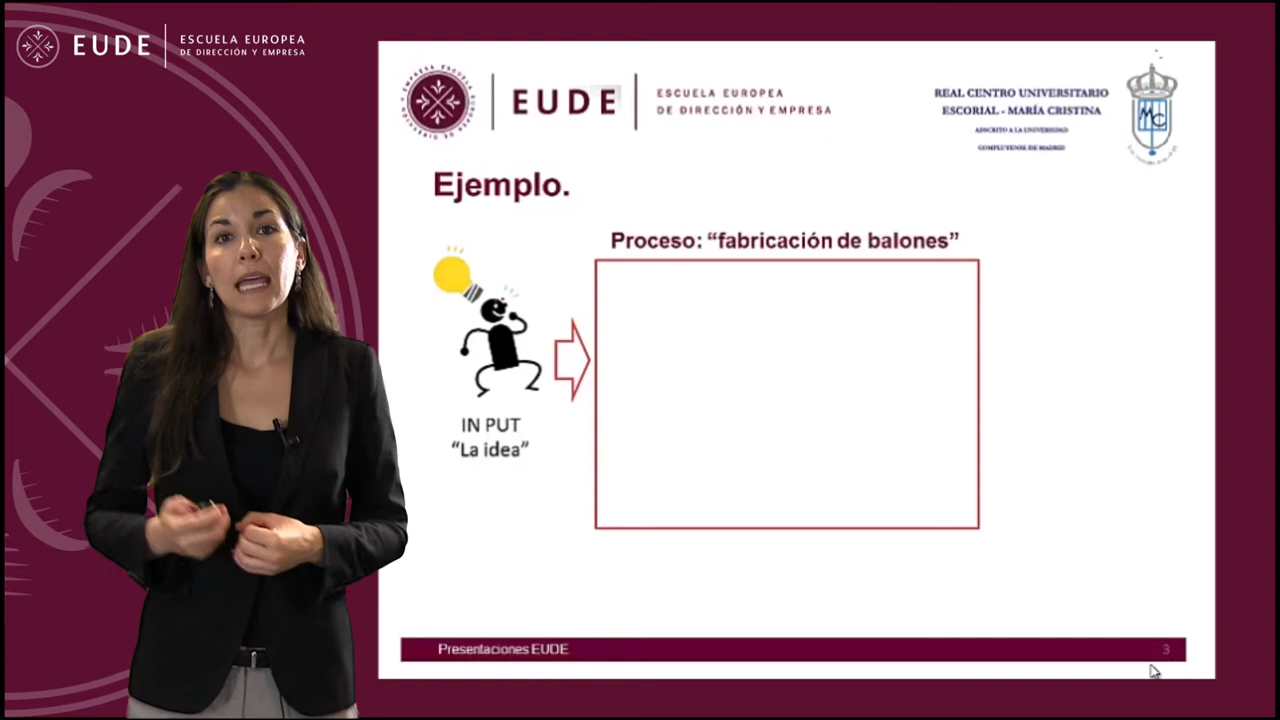 EUDE
ESCUELA EUROPEA
DE DIRECCIÓN Y EMPRESA
EUDE
ESCUELA EUROPEA
DE DIRECCIÓN Y EMPRESA
REAL CENTRO UNIVERSITARIO
ESCORIAL - MARÍA CRISTINA
ADSCRITO A LA UNIVERSIDAD
COMPLUTENSE DE MADRID
Ejemplo.
Proceso: “fabricación de balones”
IN PUT
“La idea”
Presentaciones EUDE
3